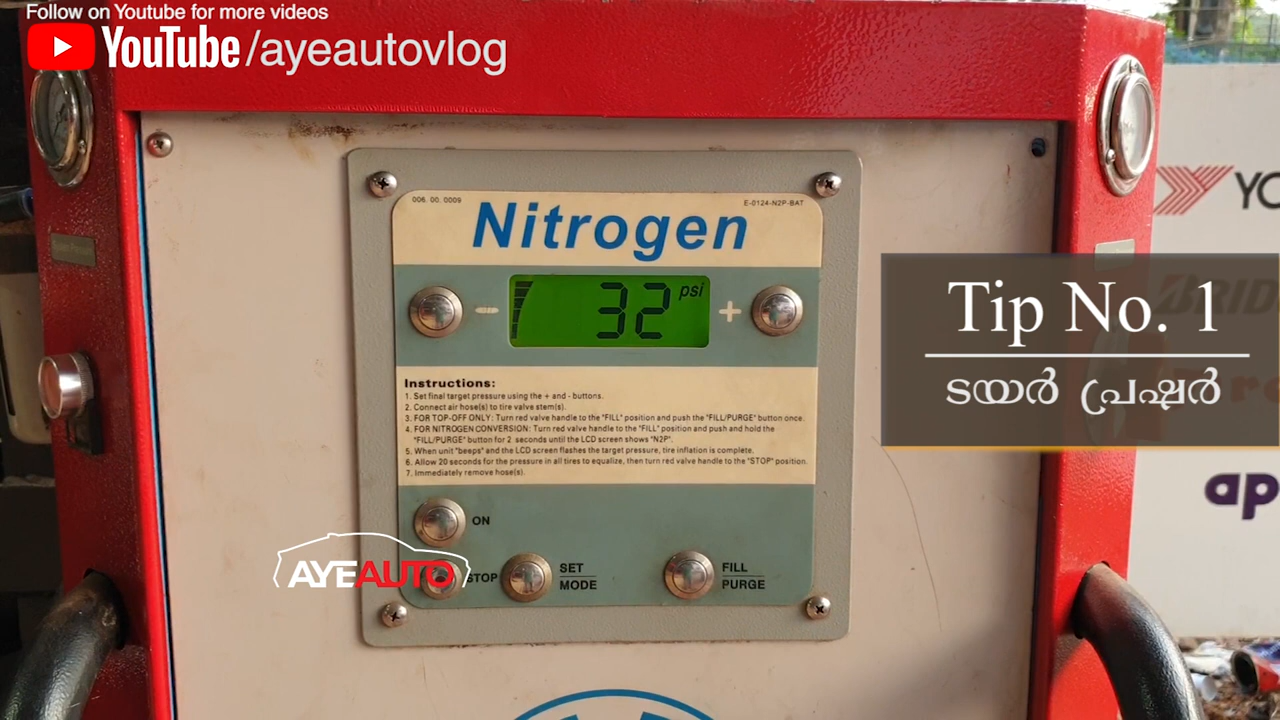 Follow on Youtube for more videos
YouTube/ayeautovlog
006. 00. 0009
E-0124-N2P-BAT
Nitrogen
- 32 psi +
Tip No. 1
ടയർ പ്രഷർ
Instructions:
1. Set final target pressure using the + and - buttons.
2. Connect air hose(s) to tire valve stem(s).
3. FOR TOP-OFF ONLY: Turn red valve handle to the "FILL" position and push the "FILL/PURGE" button once.
4. FOR NITROGEN CONVERSION: Turn red valve handle to the "FILL" position and push and hold the
"FILL/PURGE" button for 2 seconds until the LCD screen shows "N2P".
5. When unit "beeps" and the LCD screen flashes the target pressure, tire inflation is complete.
6. Allow 20 seconds for the pressure in all tires to equalize, then turn red valve handle to the "STOP" position.
7. Immediately remove hose(s).
ON
AYEAUTO
STOP
SET
MODE
FILL
PURGE
YO
BRID
ap